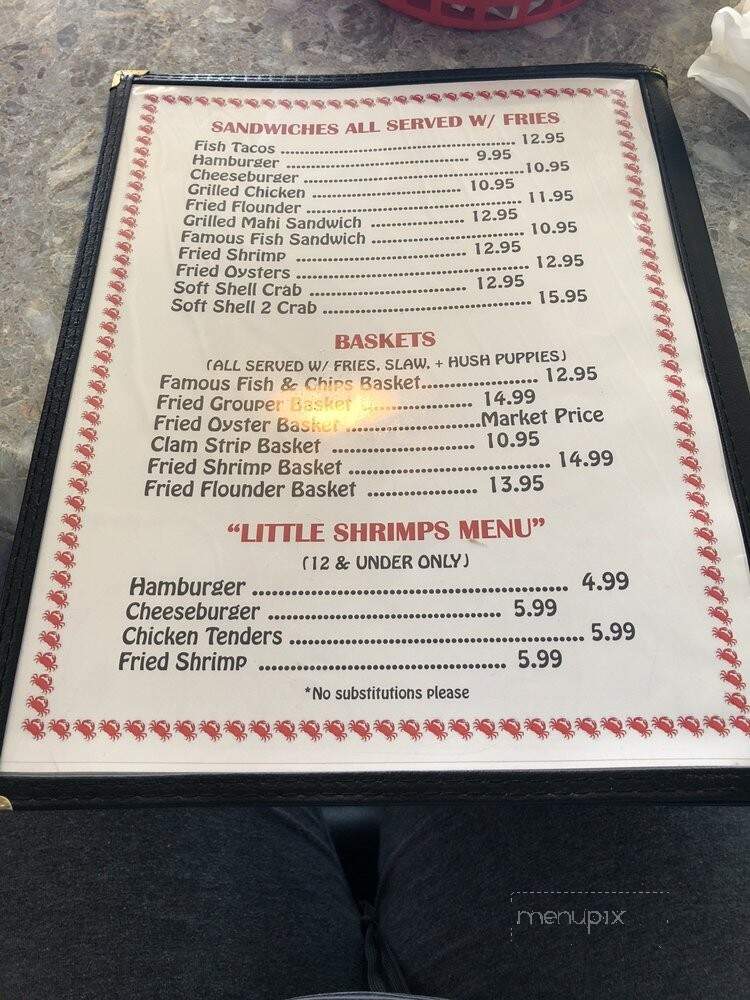 SANDWICHES ALL SERVED W/ FRIES
Fish Tacos 12.95
Hamburger 9.95
Cheeseburger 10.95
Grilled Chicken 10.95
Fried Flounder 11.95
Grilled Mahi Sandwich 12.95
Famous Fish Sandwich 10.95
Fried Shrimp 12.95
Fried Oysters 12.95
Soft Shell Crab 12.95
Soft Shell 2 Crab 15.95
BASKETS
(ALL SERVED W/ FRIES, SLAW, + HUSH PUPPIES)
Famous Fish & Chips Basket 12.95
Fried Grouper Basket 14.99
Fried Oyster Basket Market Price
Clam Strip Basket 10.95
Fried Shrimp Basket 14.99
Fried Flounder Basket 13.95
"LITTLE SHRIMPS MENU"
(12 & UNDER ONLY)
Hamburger 4.99
Cheeseburger 5.99
Chicken Tenders 5.99
Fried Shrimp 5.99
*No substitutions please
menupix